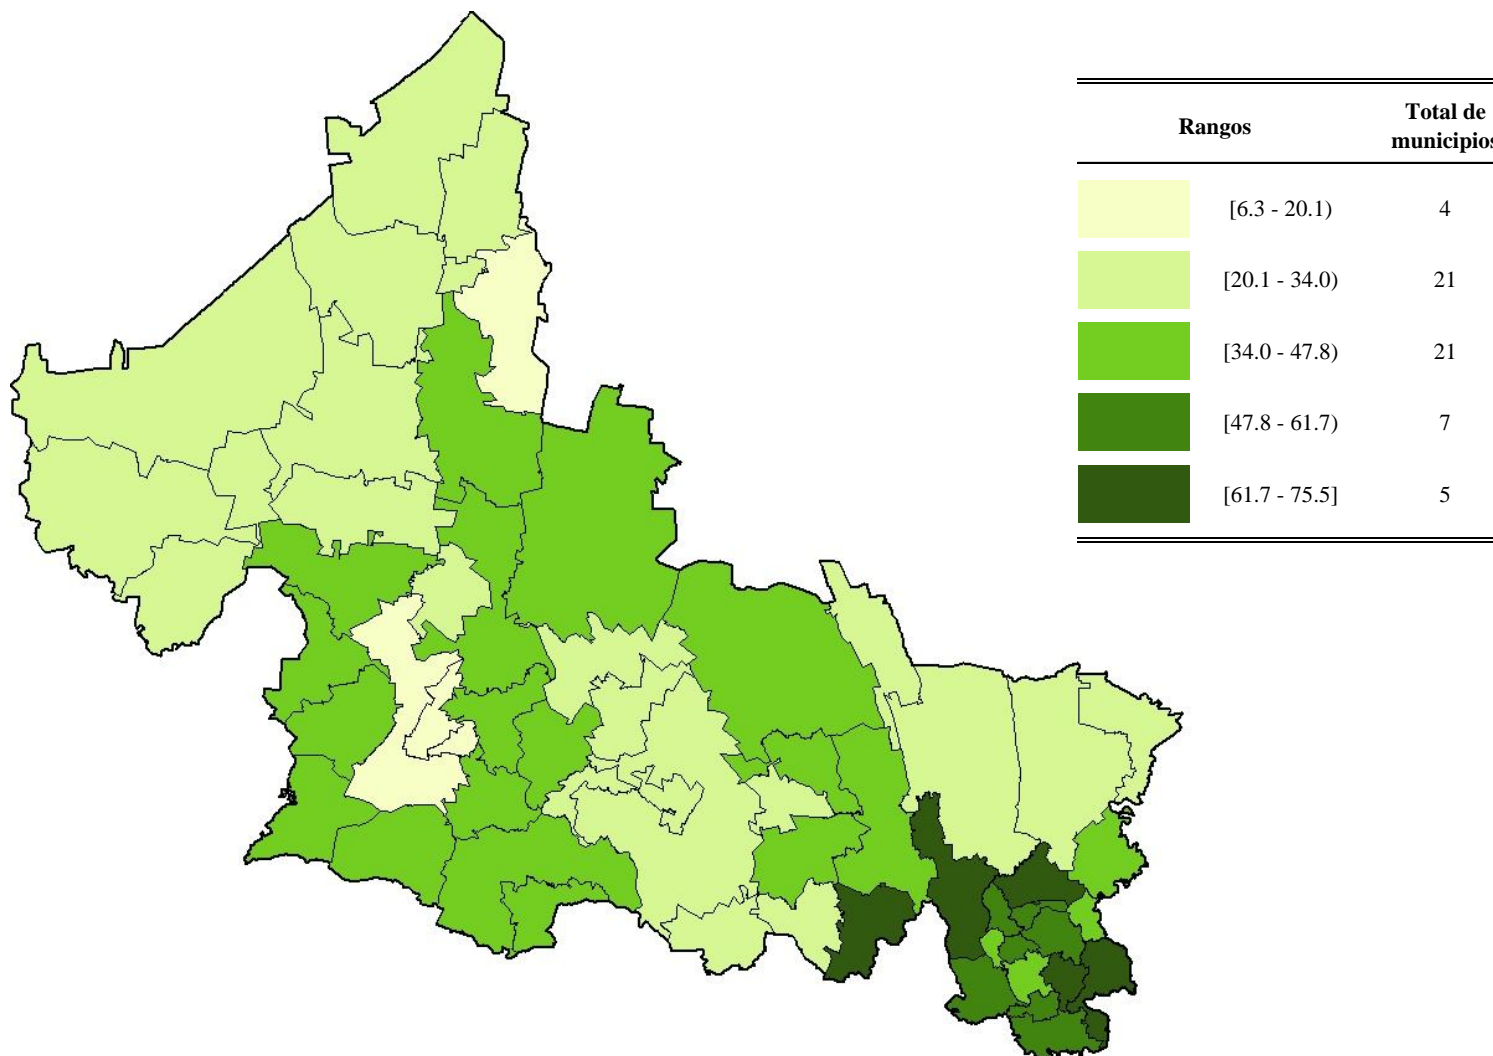 Rangos
Total de
municipios
[6.3 - 20.1) 4
[20.1 - 34.0) 21
[34.0 - 47.8) 21
[47.8 - 61.7) 7
[61.7 - 75.5] 5